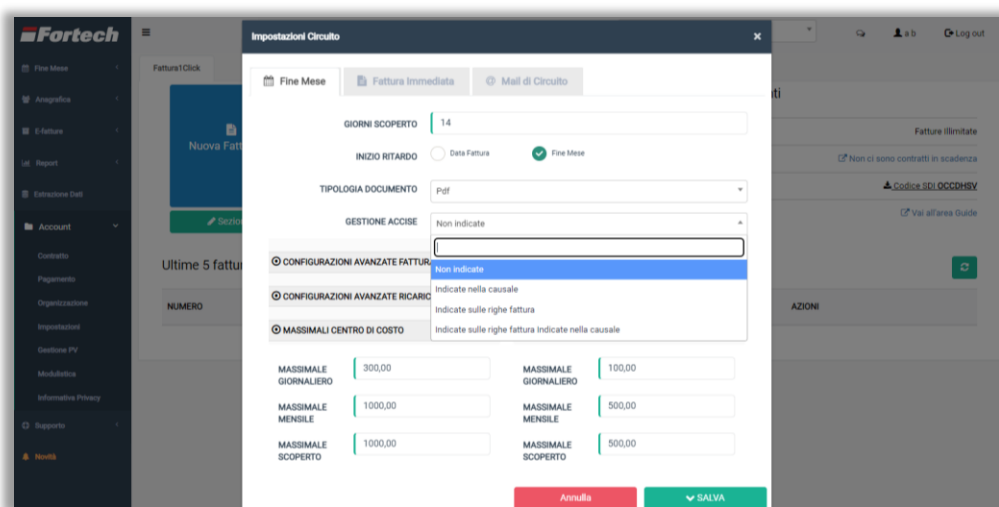 Fortech
Fine Mese
Anagrafica
E-fatture
Report
Estrazione Dati
Account
Contratto
Pagamento
Organizzazione
Impostazioni
Gestione PV
Modulistica
Informativa Privacy
Supporto
Novità
a b
Log out
Fattura1Click
Nuova Fatt
Sezio
Ultime 5 fattur
NUMERO
AZIONI
ti
Fatture Illimitate
Non ci sono contratti in scadenza
Codice SDI OCCDHSV
Vai all'area Guide
Impostazioni Circuito
×
Fine Mese
Fattura Immediata
Mail di Circuito
GIORNI SCOPERTO 14
INIZIO RITARDO Data Fattura Fine Mese
TIPOLOGIA DOCUMENTO Pdf
GESTIONE ACCISE Non indicate
Non indicate
Indicate nella causale
Indicate sulle righe fattura
Indicate sulle righe fattura Indicate nella causale
CONFIGURAZIONI AVANZATE FATTUR
CONFIGURAZIONI AVANZATE RICARIC
MASSIMALI CENTRO DI COSTO
MASSIMALE GIORNALIERO 300,00
MASSIMALE GIORNALIERO 100,00
MASSIMALE MENSILE 1000,00
MASSIMALE MENSILE 500,00
MASSIMALE SCOPERTO 1000,00
MASSIMALE SCOPERTO 500,00
Annulla
SALVA